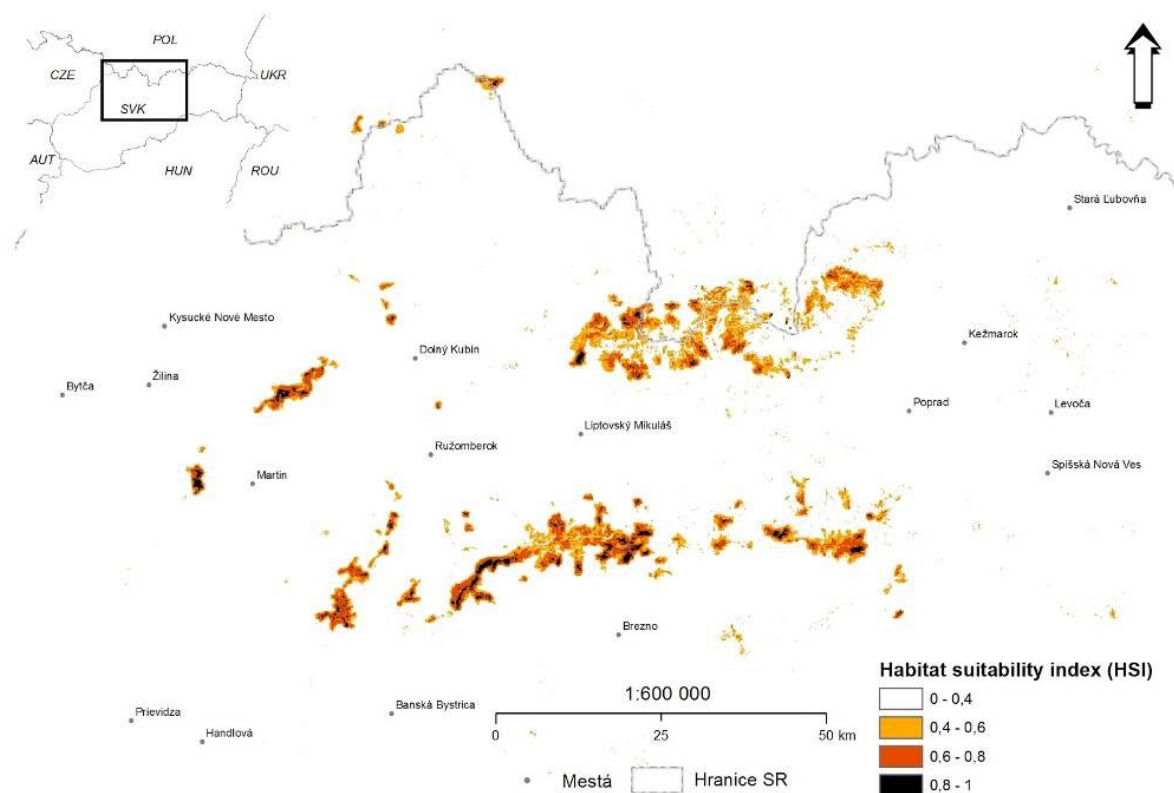 POL
CZE
UKR
SVK
AUT
HUN
ROU
Stará Ľubovňa
Kysucké Nové Mesto
Kežmarok
Dolný Kubín
Žilina
Bytča
Poprad
Levoča
Liptovský Mikuláš
Ružomberok
Spišská Nová Ves
Martin
Brezno
Habitat suitability index (HSI)
0 - 0,4
0,4 - 0,6
0,6 - 0,8
0,8 - 1
1:600 000
0 25 50 km
Banská Bystrica
Prievidza
Handlová
Mestá
Hranice SR